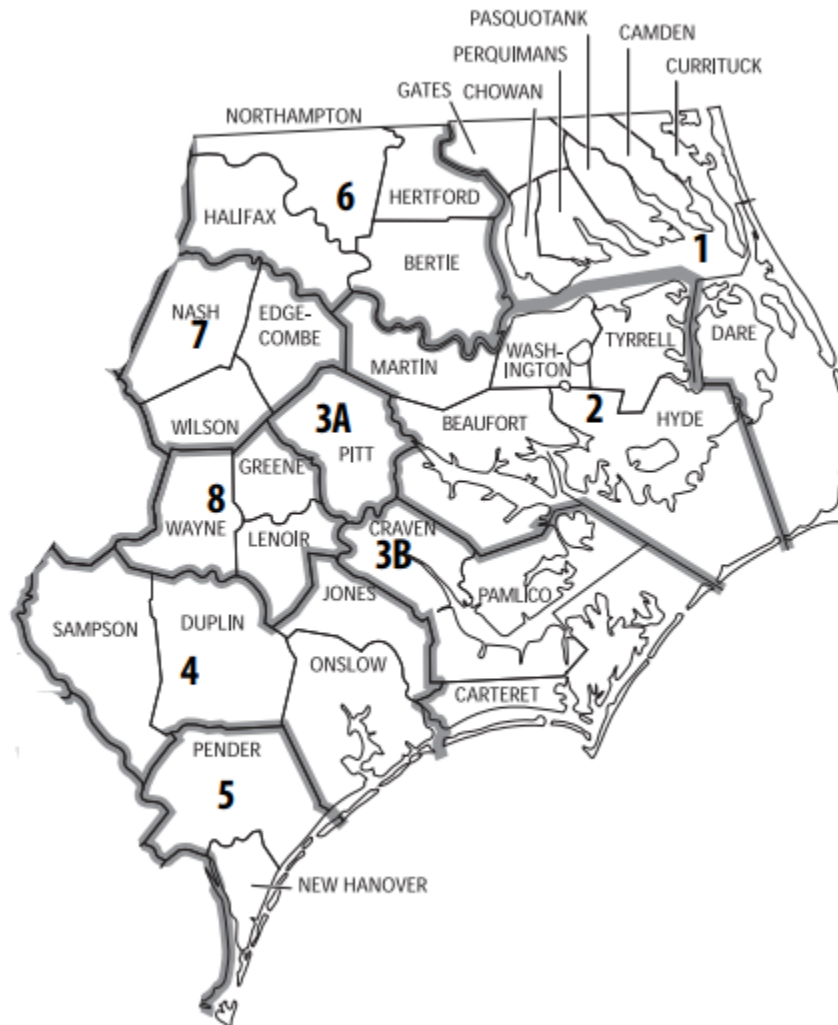 PASQUOTANK
CAMDEN
PERQUIMANS
CURRITUCK
GATES
CHOWAN
NORTHAMPTON
6
HERTFORD
HALIFAX
1
BERTIE
NASH
7
EDGE-
COMBE
TYRRELL
DARE
MARTIN
WASH-
INGTON
2
WILSON
3A
BEAUFORT
HYDE
PITT
GREENE
8
WAYNE
LENOIR
CRAVEN
3B
JONES
PAMLICO
SAMPSON
DUPLIN
4
ONSLOW
CARTERET
PENDER
5
NEW HANOVER